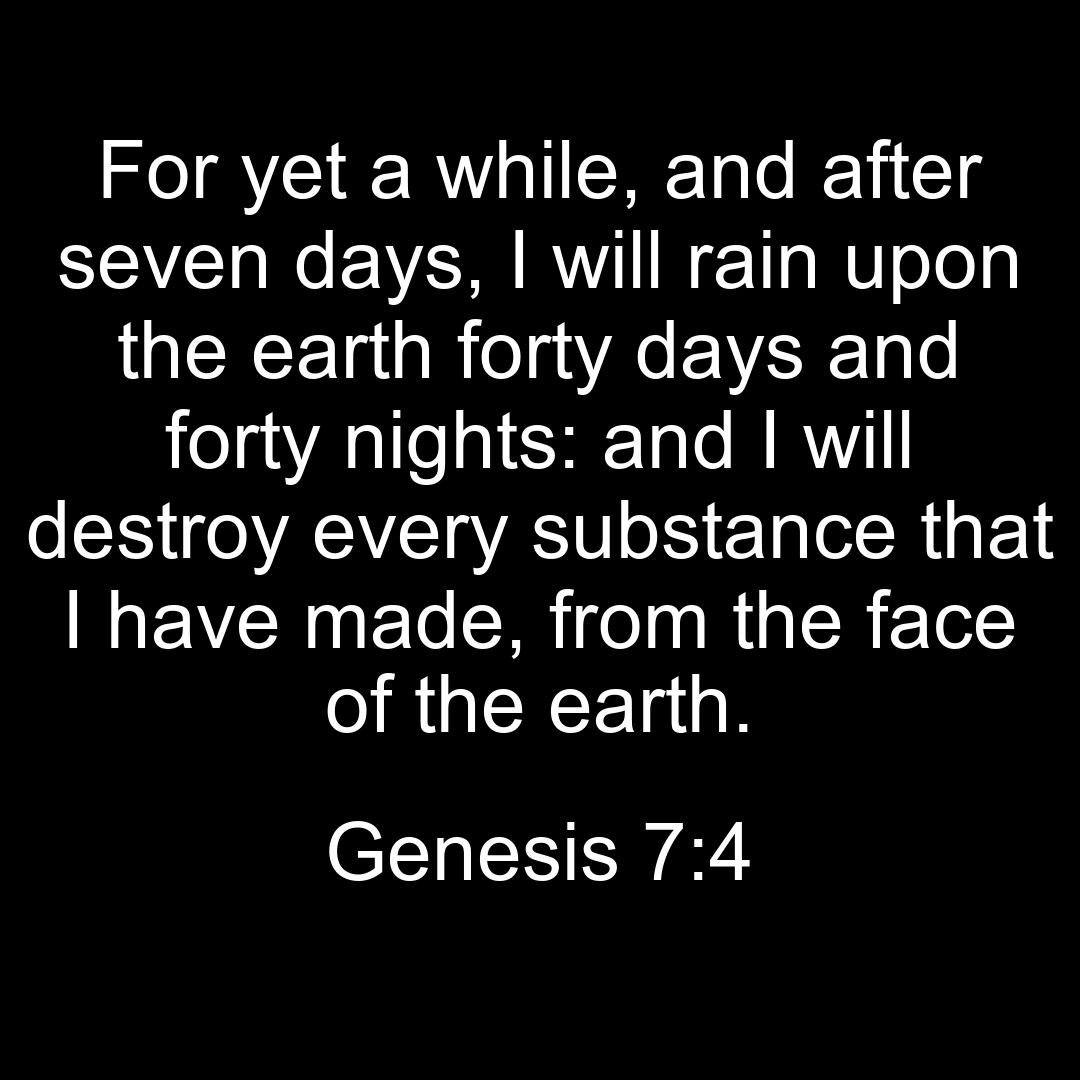 For yet a while, and after
seven days, I will rain upon
the earth forty days and
forty nights: and I will
destroy every substance that
I have made, from the face
of the earth.
Genesis 7:4